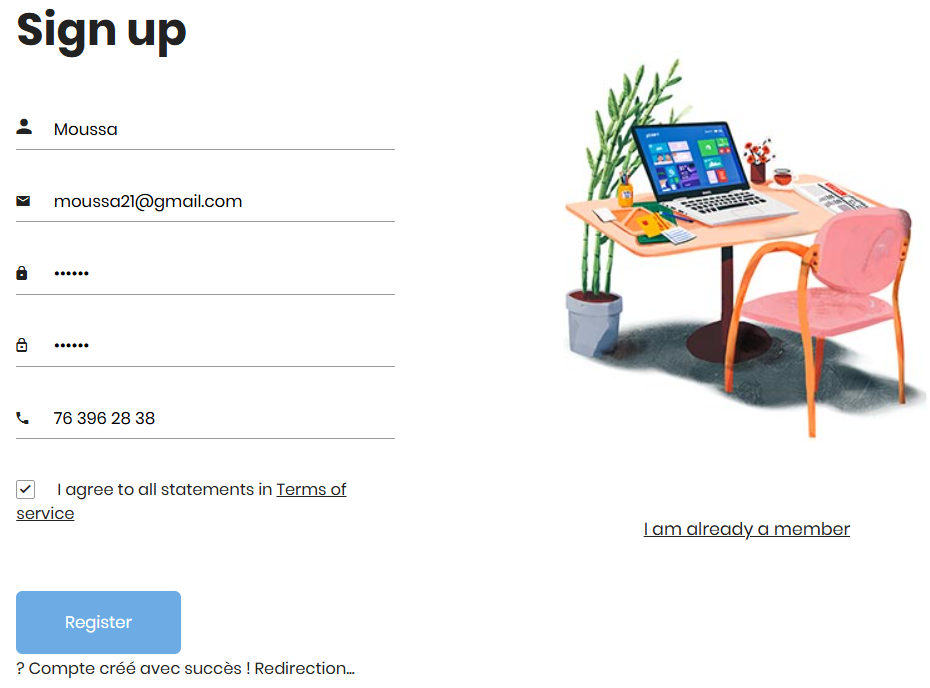 Sign up
Moussa
moussa21@gmail.com
••••••
••••••
76 396 28 38
I agree to all statements in Terms of
service
I am already a member
Register
? Compte créé avec succès ! Redirection...